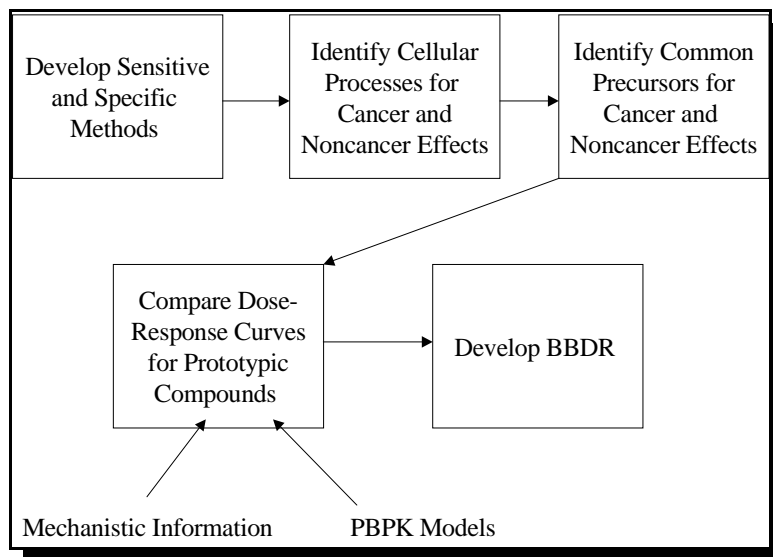 Develop Sensitive
and Specific
Methods
Identify Cellular
Processes for
Cancer and
Noncancer Effects
Identify Common
Precursors for
Cancer and
Noncancer Effects
Compare Dose-
Response Curves
for Prototypic
Compounds
Develop BBDR
Mechanistic Information
PBPK Models